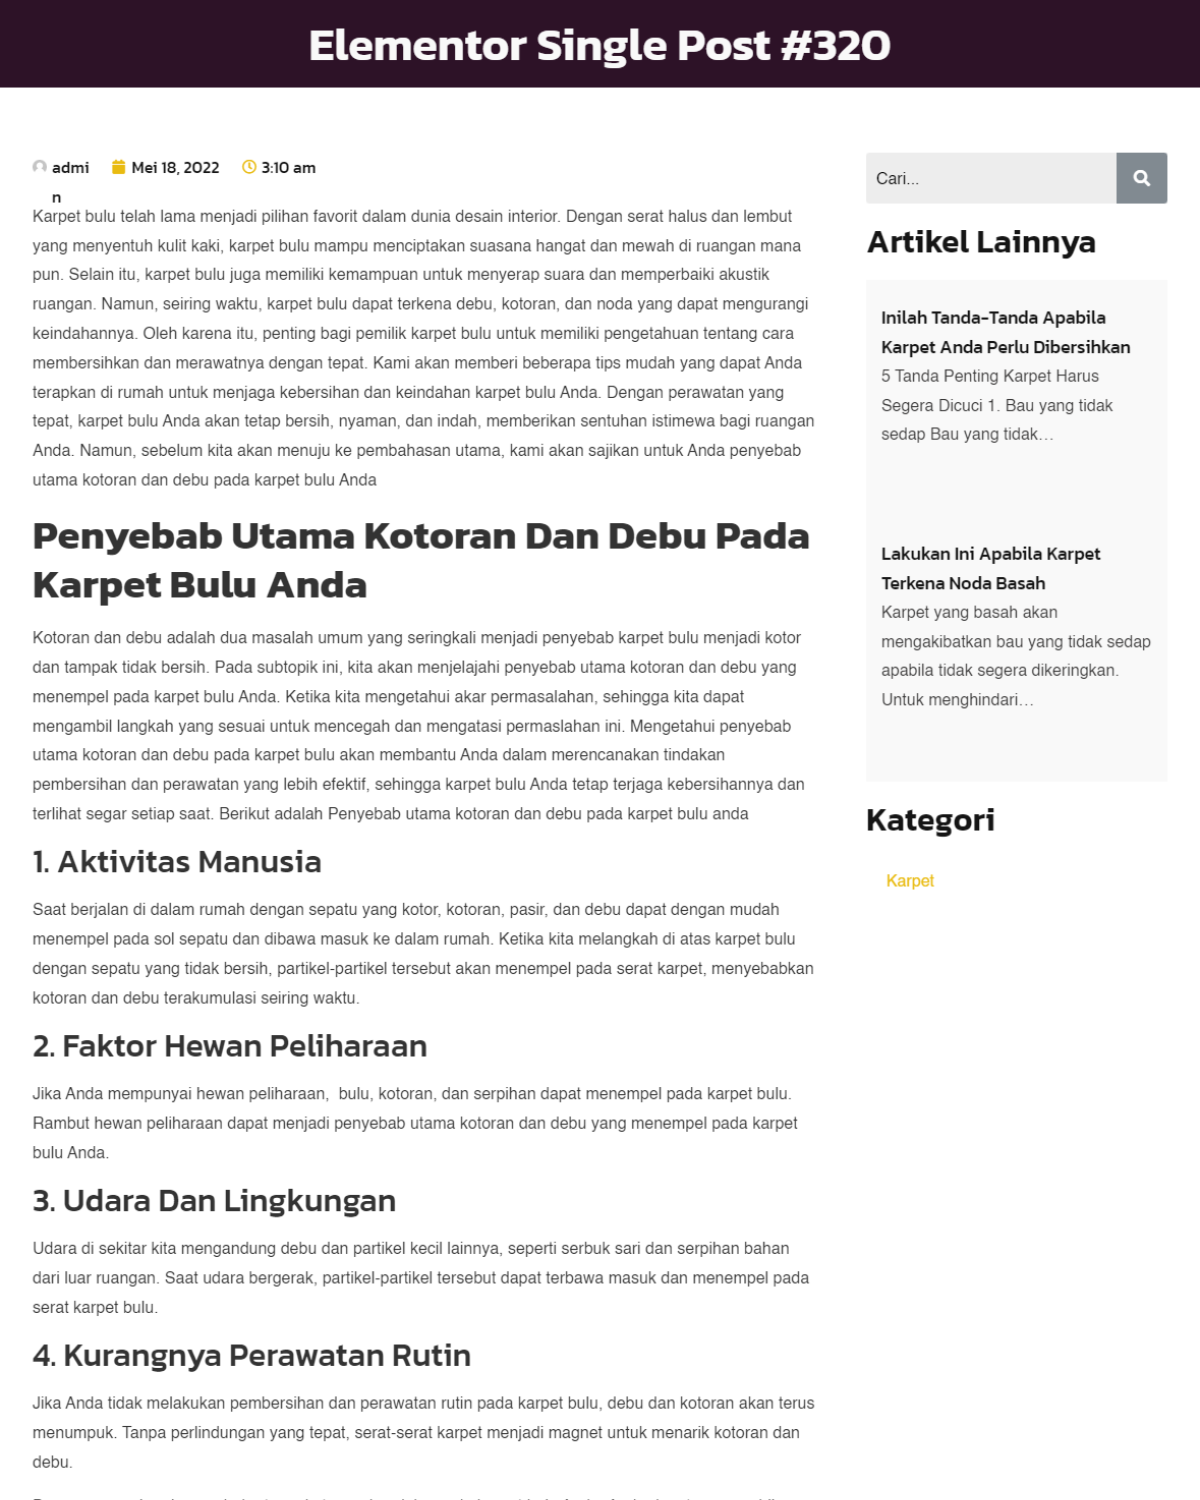 Elementor Single Post #320
admi
n
Mei 18, 2022
3:10 am
Karpet bulu telah lama menjadi pilihan favorit dalam dunia desain interior. Dengan serat halus dan lembut
yang menyentuh kulit kaki, karpet bulu mampu menciptakan suasana hangat dan mewah di ruangan mana
pun. Selain itu, karpet bulu juga memiliki kemampuan untuk menyerap suara dan memperbaiki akustik
ruangan. Namun, seiring waktu, karpet bulu dapat terkena debu, kotoran, dan noda yang dapat mengurangi
keindahannya. Oleh karena itu, penting bagi pemilik karpet bulu untuk memiliki pengetahuan tentang cara
membersihkan dan merawatnya dengan tepat. Kami akan memberi beberapa tips mudah yang dapat Anda
terapkan di rumah untuk menjaga kebersihan dan keindahan karpet bulu Anda. Dengan perawatan yang
tepat, karpet bulu Anda akan tetap bersih, nyaman, dan indah, memberikan sentuhan istimewa bagi ruangan
Anda. Namun, sebelum kita akan menuju ke pembahasan utama, kami akan sajikan untuk Anda penyebab
utama kotoran dan debu pada karpet bulu Anda
Penyebab Utama Kotoran Dan Debu Pada
Karpet Bulu Anda
Kotoran dan debu adalah dua masalah umum yang seringkali menjadi penyebab karpet bulu menjadi kotor
dan tampak tidak bersih. Pada subtopik ini, kita akan menjelajahi penyebab utama kotoran dan debu yang
menempel pada karpet bulu Anda. Ketika kita mengetahui akar permasalahan, sehingga kita dapat
mengambil langkah yang sesuai untuk mencegah dan mengatasi permaslahan ini. Mengetahui penyebab
utama kotoran dan debu pada karpet bulu akan membantu Anda dalam merencanakan tindakan
pembersihan dan perawatan yang lebih efektif, sehingga karpet bulu Anda tetap terjaga kebersihannya dan
terlihat segar setiap saat. Berikut adalah Penyebab utama kotoran dan debu pada karpet bulu anda
1. Aktivitas Manusia
Saat berjalan di dalam rumah dengan sepatu yang kotor, kotoran, pasir, dan debu dapat dengan mudah
menempel pada sol sepatu dan dibawa masuk ke dalam rumah. Ketika kita melangkah di atas karpet bulu
dengan sepatu yang tidak bersih, partikel-partikel tersebut akan menempel pada serat karpet, menyebabkan
kotoran dan debu terakumulasi seiring waktu.
2. Faktor Hewan Peliharaan
Jika Anda mempunyai hewan peliharaan,  bulu, kotoran, dan serpihan dapat menempel pada karpet bulu.
Rambut hewan peliharaan dapat menjadi penyebab utama kotoran dan debu yang menempel pada karpet
bulu Anda.
3. Udara Dan Lingkungan
Udara di sekitar kita mengandung debu dan partikel kecil lainnya, seperti serbuk sari dan serpihan bahan
dari luar ruangan. Saat udara bergerak, partikel-partikel tersebut dapat terbawa masuk dan menempel pada
serat karpet bulu.
4. Kurangnya Perawatan Rutin
Jika Anda tidak melakukan pembersihan dan perawatan rutin pada karpet bulu, debu dan kotoran akan terus
menumpuk. Tanpa perlindungan yang tepat, serat-serat karpet menjadi magnet untuk menarik kotoran dan
debu.
Cari...
Artikel Lainnya
Inilah Tanda-Tanda Apabila
Karpet Anda Perlu Dibersihkan
5 Tanda Penting Karpet Harus
Segera Dicuci 1. Bau yang tidak
sedap Bau yang tidak…
Lakukan Ini Apabila Karpet
Terkena Noda Basah
Karpet yang basah akan
mengakibatkan bau yang tidak sedap
apabila tidak segera dikeringkan.
Untuk menghindari…
Kategori
Karpet